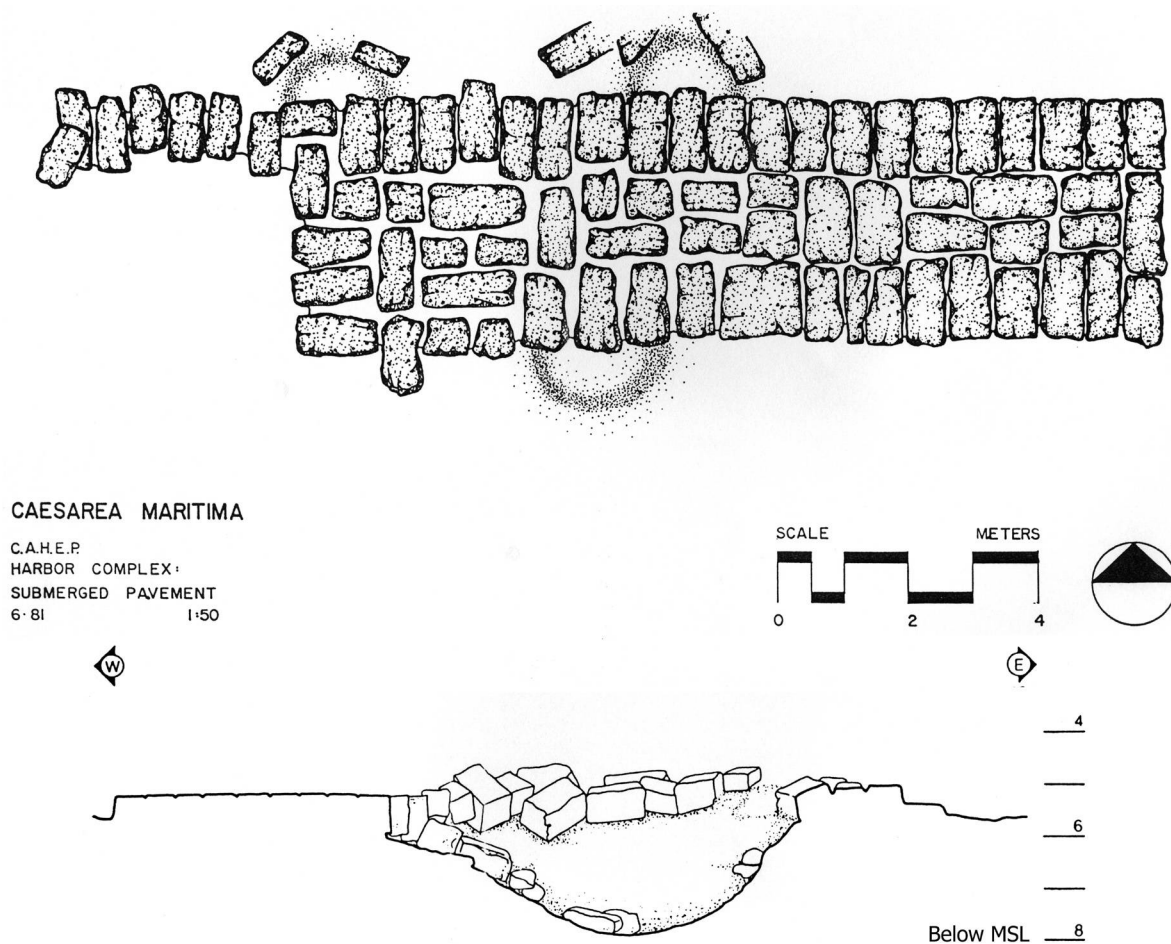 CAESAREA MARITIMA
C.A.H.E.P.
HARBOR COMPLEX:
SUBMERGED PAVEMENT
6·81 1:50
SCALE METERS
0 2 4
W E
4
6
Below MSL 8